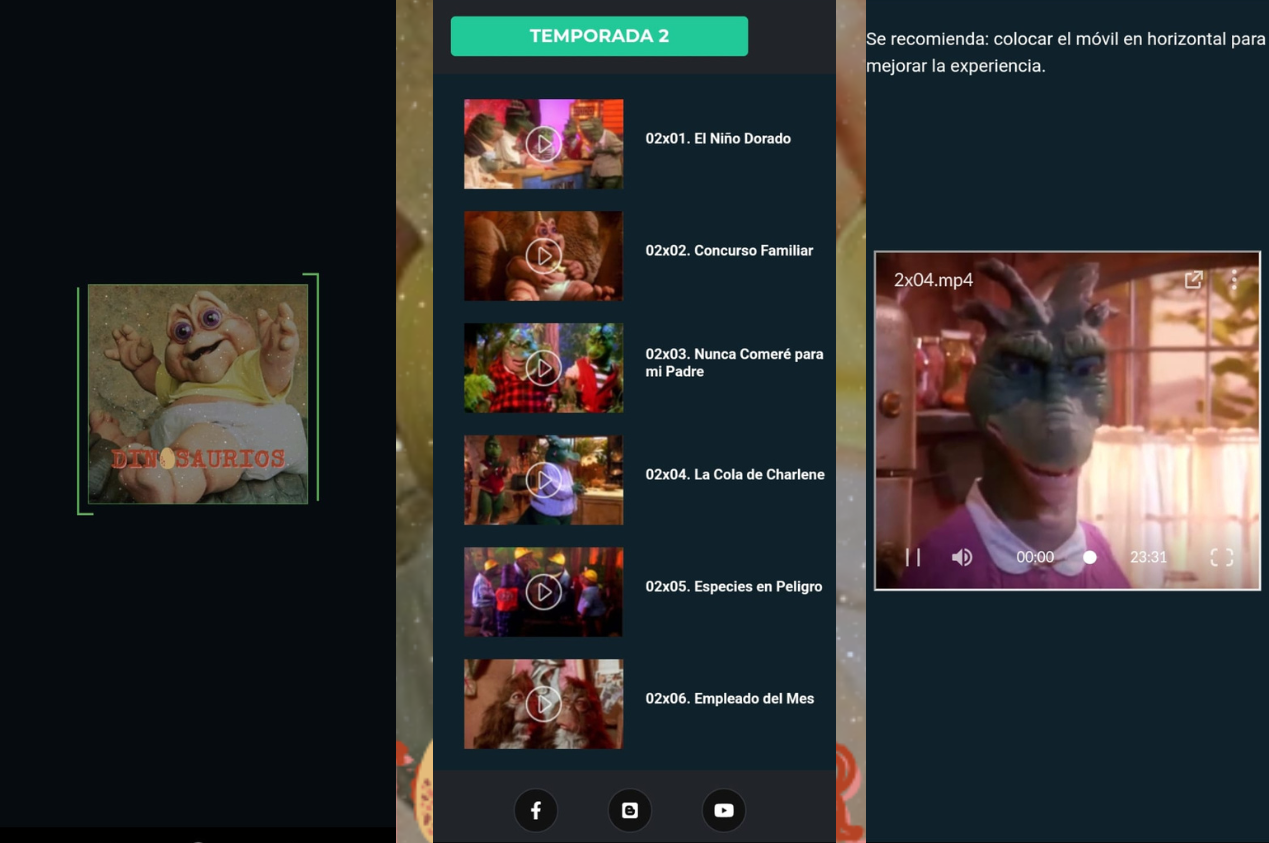 DINOSAURIOS
TEMPORADA 2
02x01. El Niño Dorado
02x02. Concurso Familiar
02x03. Nunca Comeré para
mi Padre
02x04. La Cola de Charlene
02x05. Especies en Peligro
02x06. Empleado del Mes
Se recomienda: colocar el móvil en horizontal para
mejorar la experiencia.
2x04.mp4
00:00
23:31